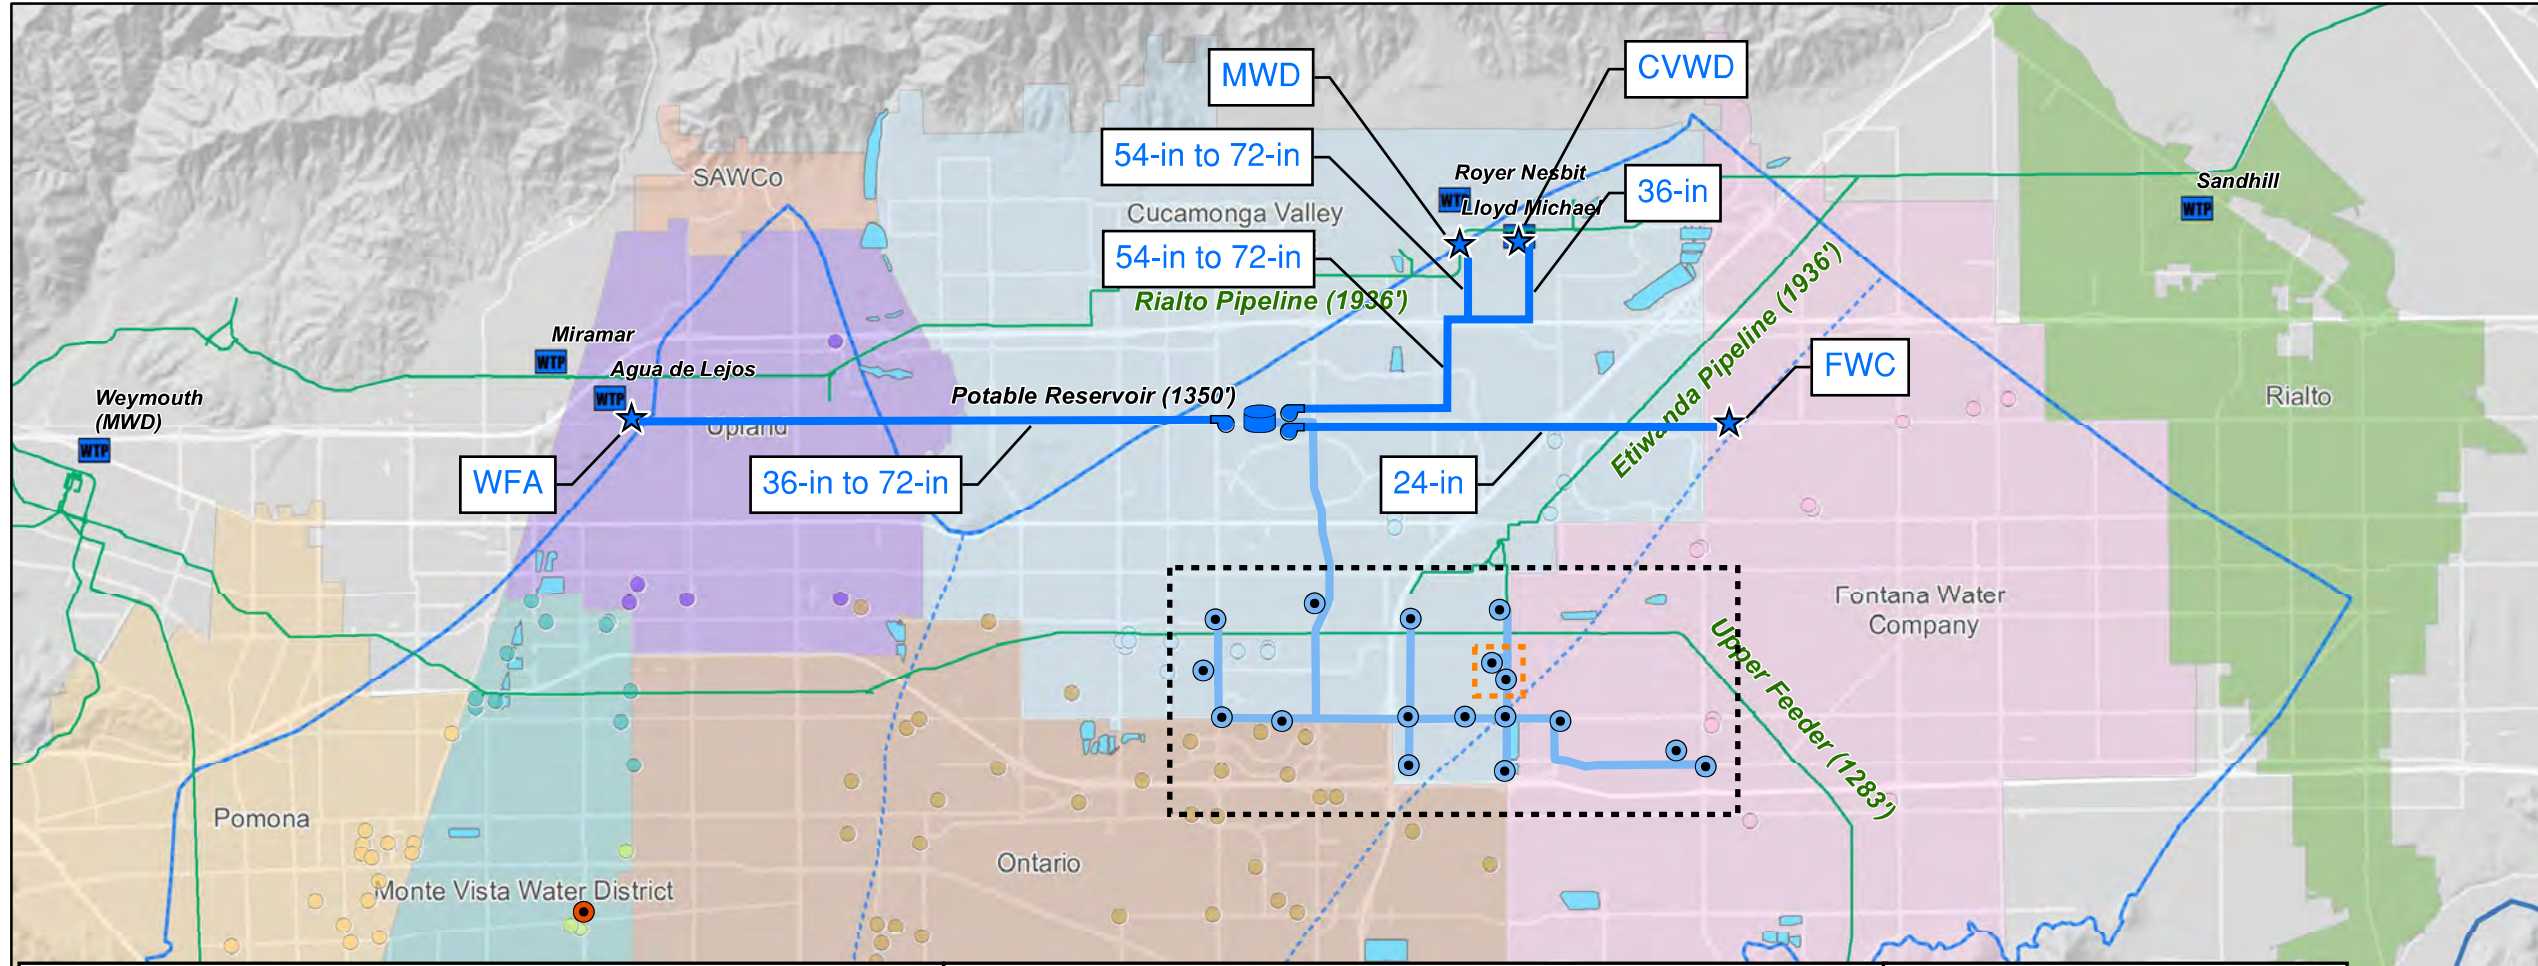 MWD
CVWD
54-in to 72-in
Royer Nesbit
WTP
36-in
SAWCo
Sandhill
WTP
Cucamonga Valley
Lloyd Michael
54-in to 72-in
Rialto Pipeline (1936')
Etiwanda Pipeline (1936')
Miramar
WTP
Agua de Lejos
WTP
FWC
Weymouth
(MWD)
WTP
Potable Reservoir (1350')
Rialto
Upland
WFA
36-in to 72-in
24-in
Fontana Water
Company
Upper Feeder (1283')
Pomona
Ontario
Monte Vista Water District